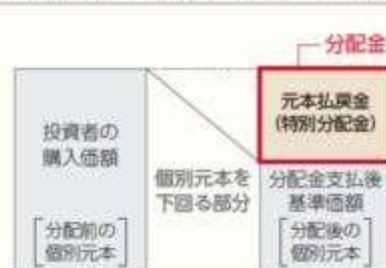 分配金
元本払戻金
(特別分配金)
投資者の
購入価額
個別元本を
下回る部分
分配金支払後
基準価額
分配前の
個別元本
分配後の
個別元本